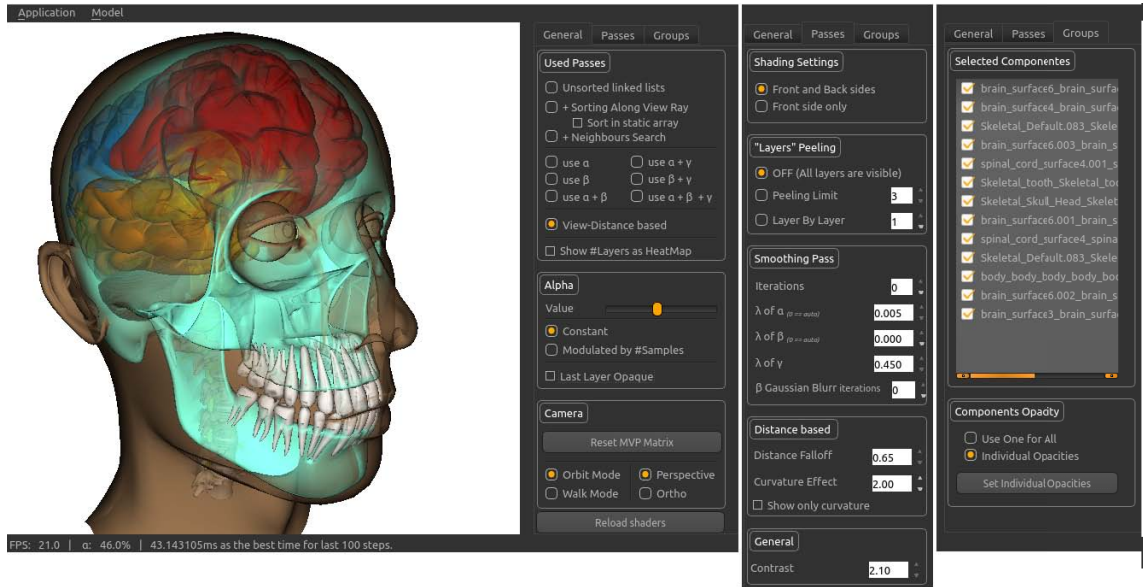 Application Model
General Passes Groups
Used Passes
Unsorted linked lists
+ Sorting Along View Ray
Sort in static array
+ Neighbours Search
use α use α + γ
use β use β + γ
use α + β use α + β + γ
View-Distance based
Show #Layers as HeatMap
Alpha
Value
Constant
Modulated by #Samples
Last Layer Opaque
Camera
Reset MVP Matrix
Orbit Mode Perspective
Walk Mode Ortho
Reload shaders
FPS: 21.0 | α: 46.0% | 43.143105ms as the best time for last 100 steps.
General Passes Groups
Shading Settings
Front and Back sides
Front side only
"Layers" Peeling
OFF (All layers are visible)
Peeling Limit 3
Layer By Layer 1
Smoothing Pass
Iterations 0
λ of α (0 => auto) 0.005
λ of β (0 => auto) 0.000
λ of γ 0.450
β Gaussian Blurr iterations 0
Distance based
Distance Falloff 0.65
Curvature Effect 2.00
Show only curvature
General
Contrast 2.10
General Passes Groups
Selected Componentes
brain_surface6_brain_surfa
brain_surface4_brain_surfa
Skeletal_Default.083_Skele
brain_surface6.003_brain_s
spinal_cord_surface4.001_s
Skeletal_tooth_Skeletal_too
Skeletal_Skull_Head_Skelet
brain_surface6.001_brain_s
spinal_cord_surface4_spina
Skeletal_Default.083_Skele
body_body_body_body_boc
brain_surface6.002_brain_s
brain_surface3_brain_surfa
Components Opadity
Use One for All
Individual Opacities
Set Individual Opacities